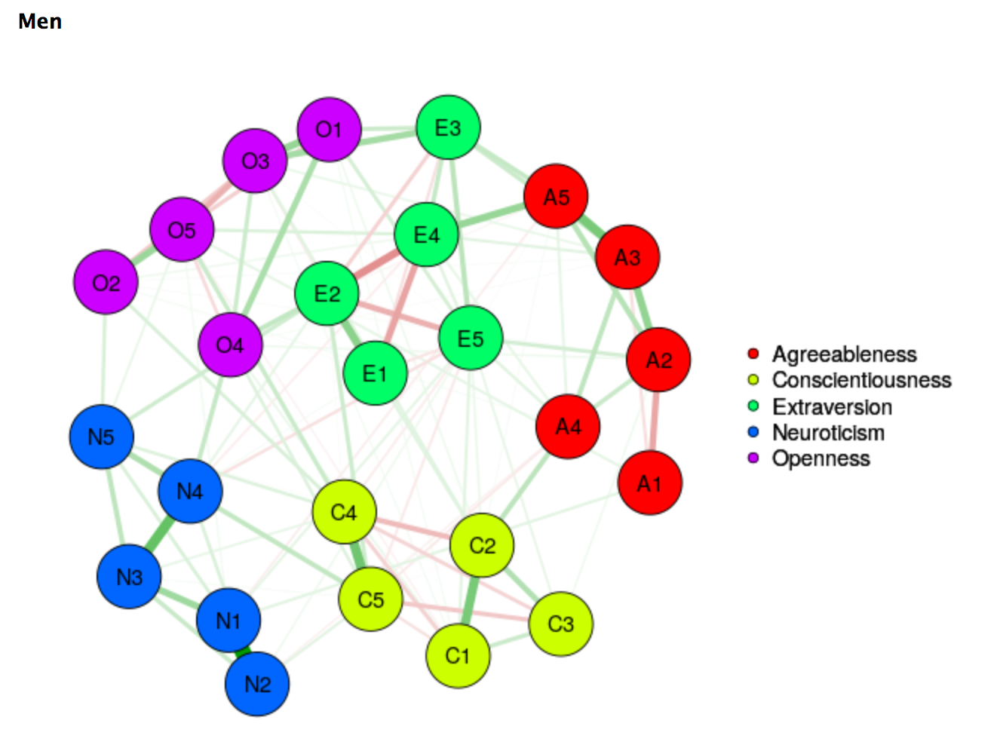 Men
O1
E3
O3
A5
O5
E4
A3
O2
E2
E5
O4
A2
E1
A4
N5
A1
N4
C4
C2
N3
C5
N1
C3
C1
N2
Agreeableness
Conscientiousness
Extraversion
Neuroticism
Openness